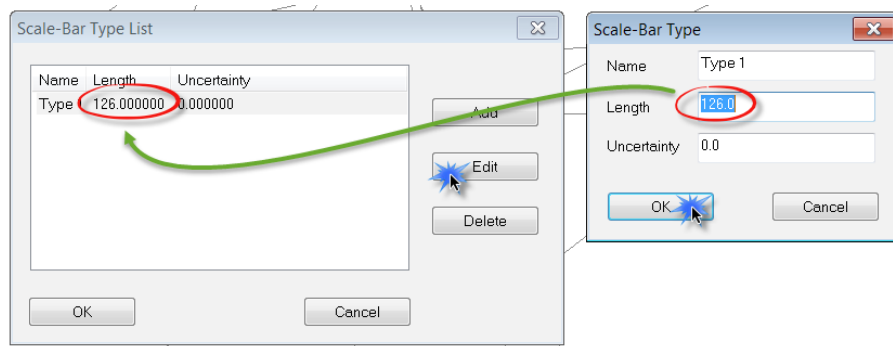 Scale-Bar Type List
Name Length Uncertainty
Type 1 126.000000 0.000000
Add
Edit
Delete
OK Cancel
Scale-Bar Type
Name Type 1
Length 126.0
Uncertainty 0.0
OK Cancel